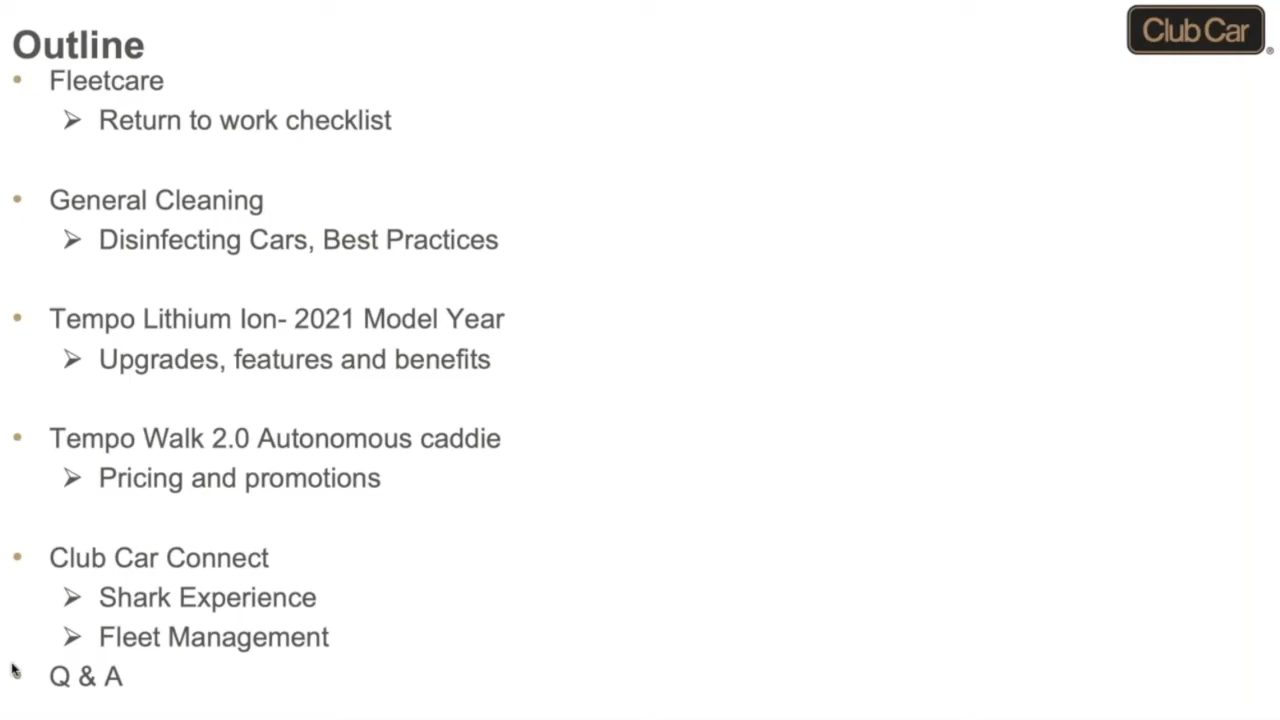 Outline
Club Car®
• Fleetcare
➢ Return to work checklist
• General Cleaning
➢ Disinfecting Cars, Best Practices
• Tempo Lithium Ion- 2021 Model Year
➢ Upgrades, features and benefits
• Tempo Walk 2.0 Autonomous caddie
➢ Pricing and promotions
• Club Car Connect
➢ Shark Experience
➢ Fleet Management
• Q & A